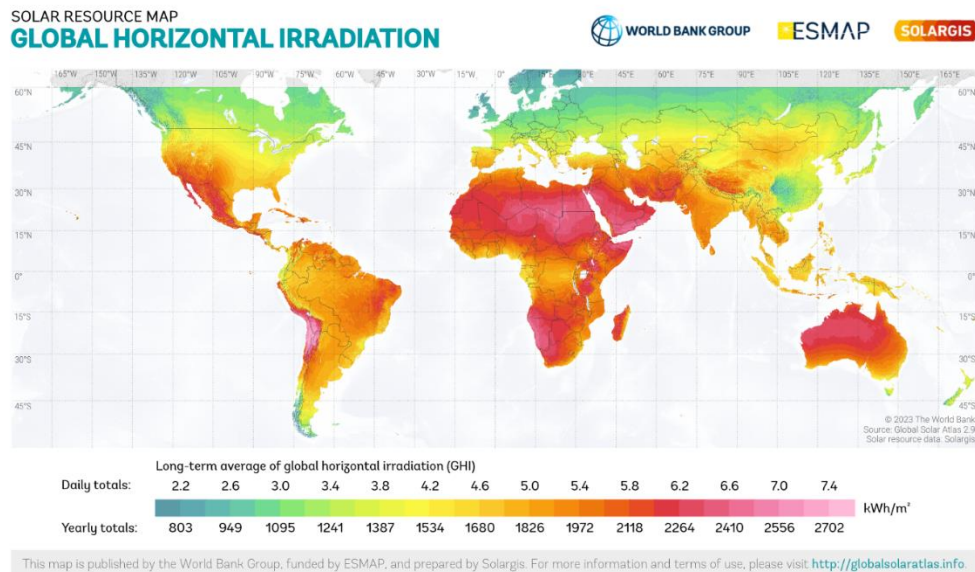 SOLAR RESOURCE MAP
GLOBAL HORIZONTAL IRRADIATION
WORLD BANK GROUP
ESMAP
SOLARGIS
165°W 150°W 120°W 90°W 75°W 60°W 15°W 0° 15°E 30°E 45°E 60°E 75°E 90°E 105°E 120°E 135°E 150°E 165°E
60°N 60°N
45°N 45°N
30°N 30°N
15°N 15°N
0° 0°
15°S 15°S
30°S 30°S
45°S 45°S
© 2023 The World Bank
Source: Global Solar Atlas 2.9
Solar resource data: Solargis
Long-term average of global horizontal irradiation (GHI)
Daily totals: 2.2 2.6 3.0 3.4 3.8 4.2 4.6 5.0 5.4 5.8 6.2 6.6 7.0 7.4
kWh/m²
Yearly totals: 803 949 1095 1241 1387 1534 1680 1826 1972 2118 2264 2410 2556 2702
This map is published by the World Bank Group, funded by ESMAP, and prepared by Solargis. For more information and terms of use, please visit http://globalsolaratlas.info.